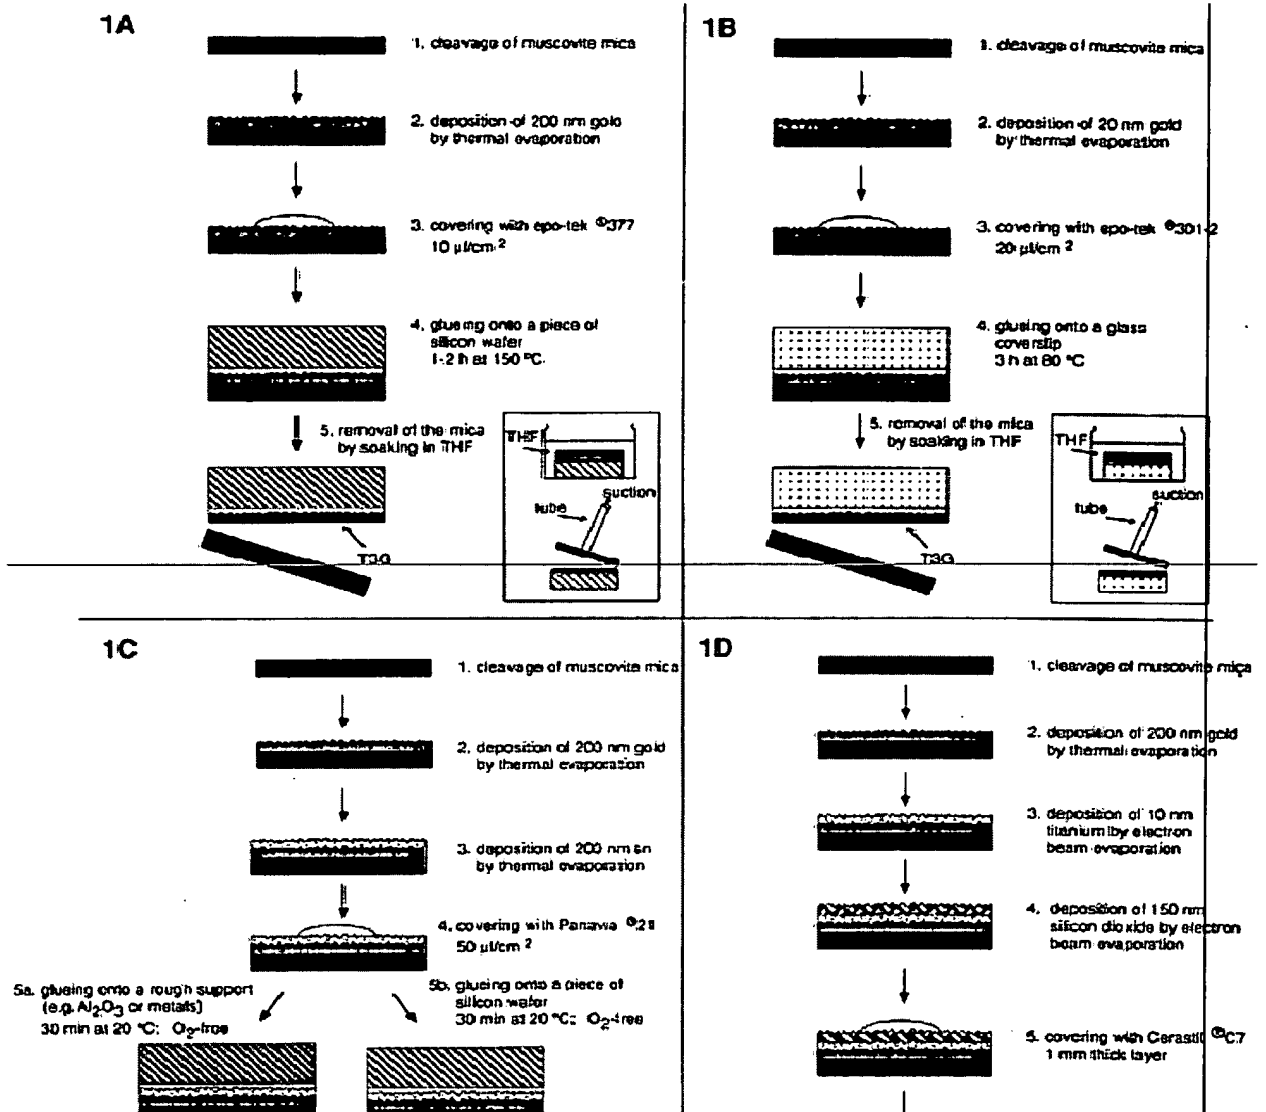 1A
1. cleavage of muscovite mica
2. deposition of 200 nm gold
by thermal evaporation
3. covering with epo-tek ®377
10 µl/cm 2
4. glueing onto a piece of
silicon wafer
1-2 h at 150 °C
5. removal of the mica
by soaking in THF
THF
suction
tube
TSG
1B
1. cleavage of muscovite mica
2. deposition of 20 nm gold
by thermal evaporation
3. covering with epo-tek ®301-2
20 µl/cm 2
4. glueing onto a glass
coverslip
3 h at 80 °C
5. removal of the mica
by soaking in THF
THF
suction
tube
TSG
1C
1. cleavage of muscovite mica
2. deposition of 200 nm gold
by thermal evaporation
3. deposition of 200 nm
by thermal evaporation
4. covering with
50 µl/cm 2
5a. glueing onto a rough support
(e.g. Al2O3 or metals)
30 min at 20 °C; O2-free
5b. glueing onto a piece of
silicon wafer
30 min at 20 °C; O2-free
1D
1. cleavage of muscovite mica
2. deposition of 200 nm gold
by thermal evaporation
3. deposition of 10 nm
titanium by electron
beam evaporation
4. deposition of 150 nm
silicon dioxide by electron
beam evaporation
5. covering with Cerastil ®C7
1 mm thick layer